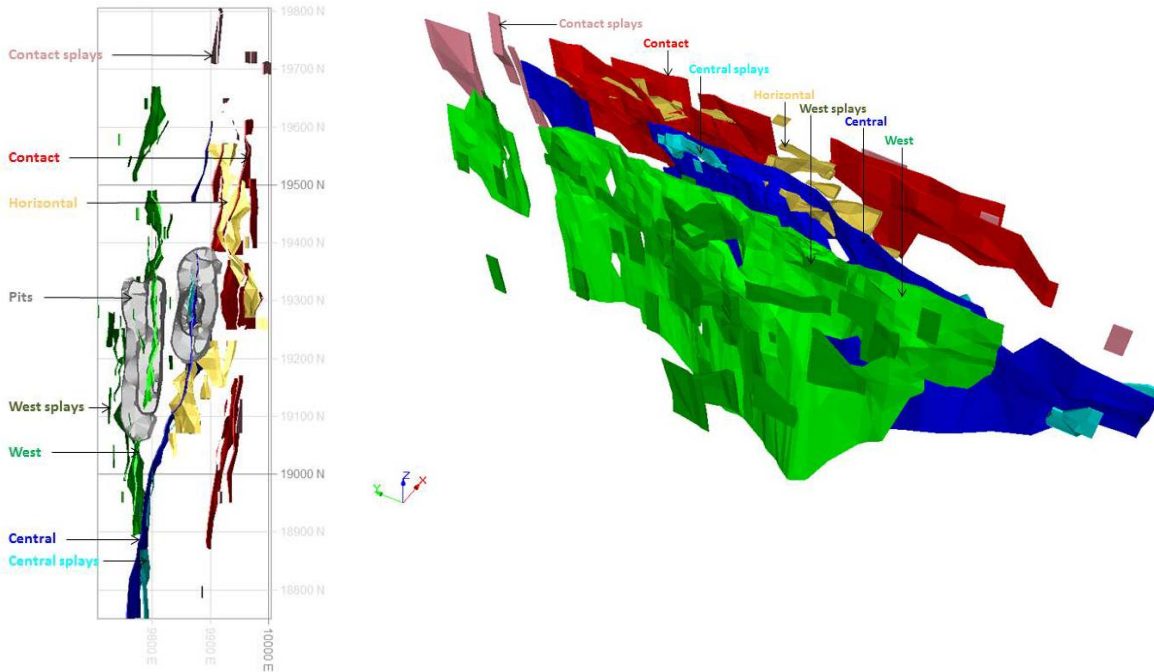 Contact splays
Contact
Horizontal
Pits
West splays
West
Central
Central splays
19800 N
19700 N
19600 N
19500 N
19400 N
19300 N
19200 N
19100 N
19000 N
18900 N
18800 N
9800 E
9900 E
10000 E
Contact splays
Contact
Central splays
Horizontal
West splays
Central
West
Y
Z
X